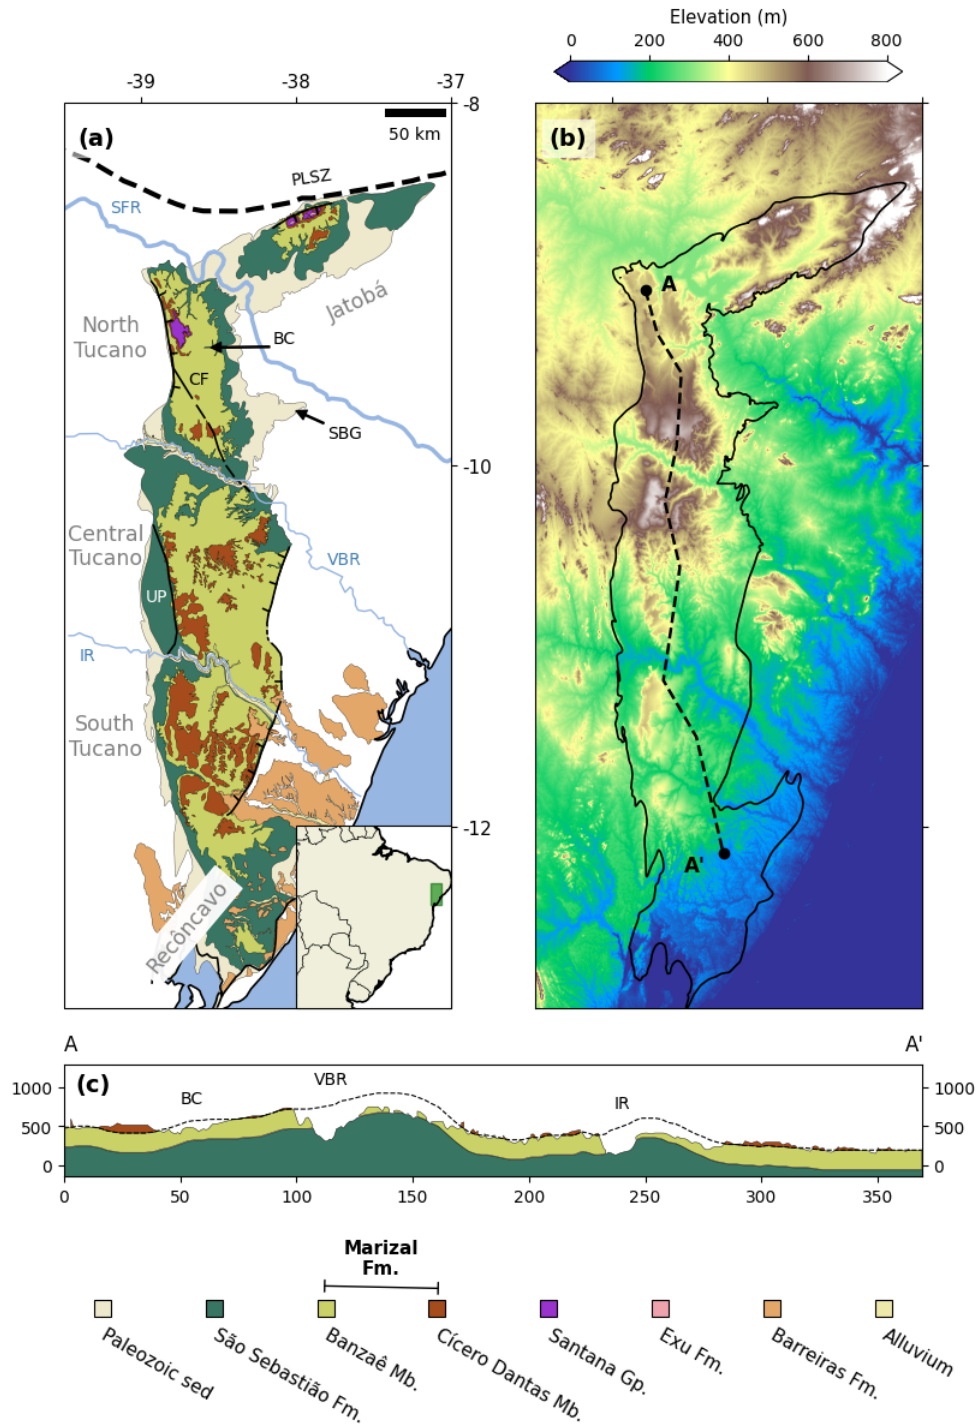 Elevation (m)
0 200 400 600 800
-39 -38 -37
-8
(a)
50 km
(b)
PLSZ
SFR
Jatobá
North
Tucano
BC
CF
SBG
A
-10
Central
Tucano
VBR
UP
IR
South
Tucano
-12
A'
Recôncavo
A A'
(c)
VBR
BC
IR
1000 1000
500 500
0 0
0 50 100 150 200 250 300 350
Marizal
Fm.
Paleozoic sed
São Sebastião Fm.
Banzaê Mb.
Cícero Dantas Mb.
Santana Gp.
Exu Fm.
Barreiras Fm.
Alluvium